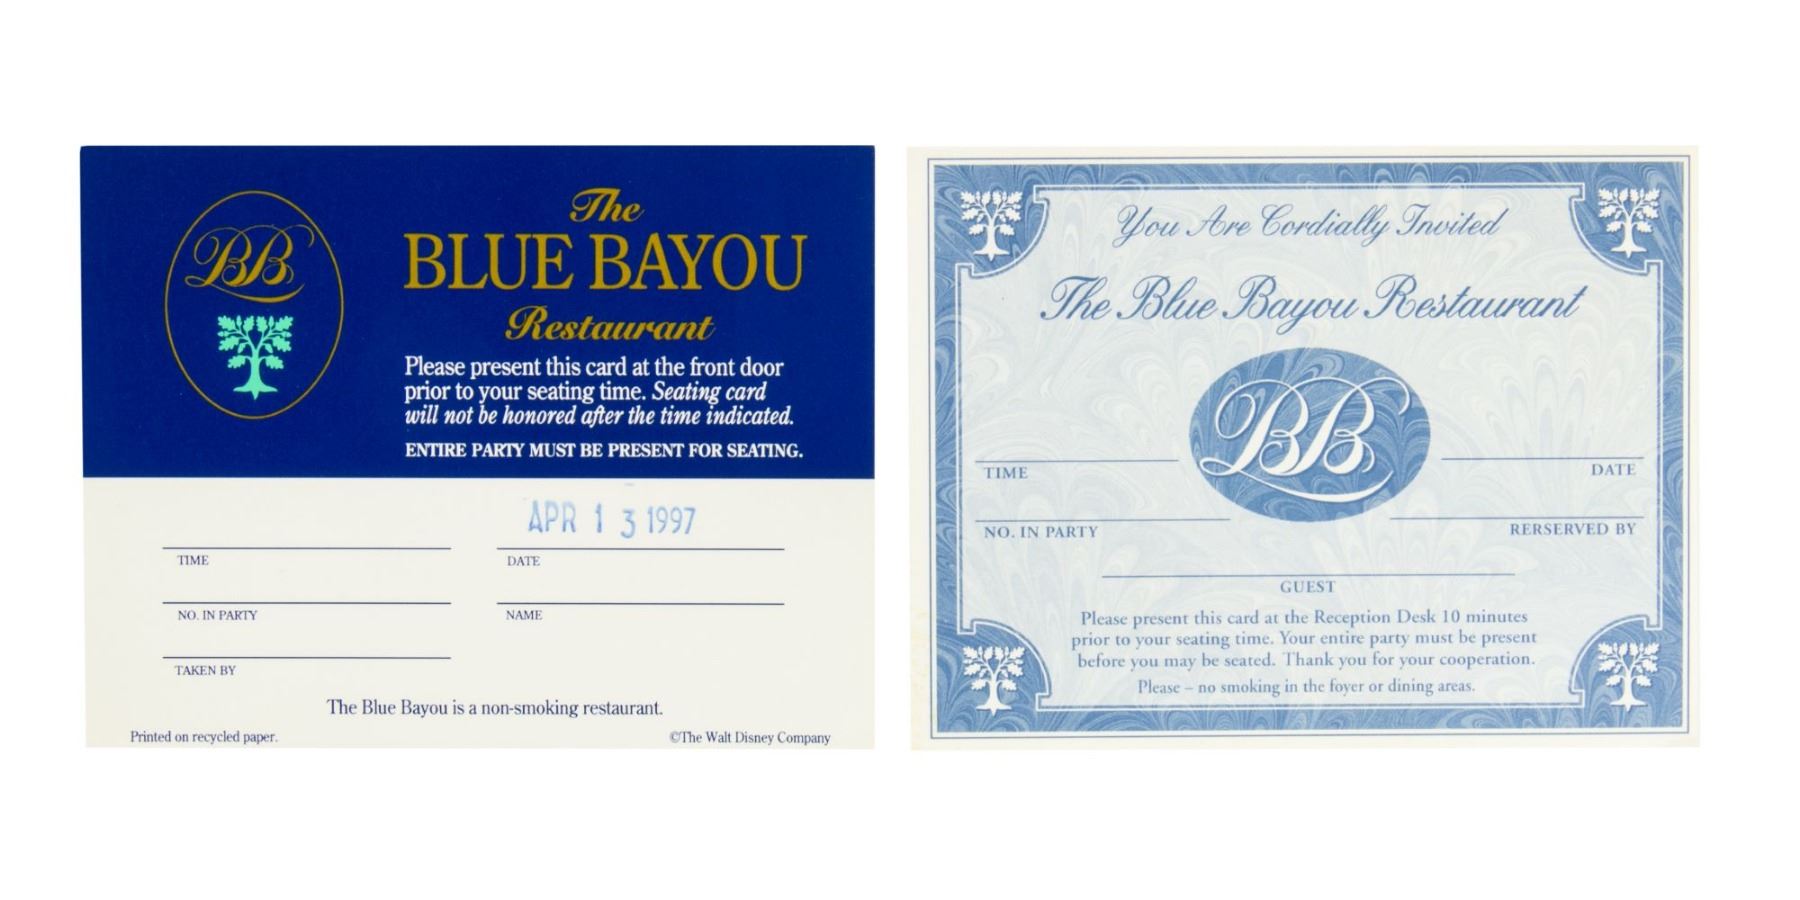 BB
The
BLUE BAYOU
Restaurant
Please present this card at the front door
prior to your seating time. Seating card
will not be honored after the time indicated.
ENTIRE PARTY MUST BE PRESENT FOR SEATING.
APR 13 1997
TIME
DATE
NO. IN PARTY
NAME
TAKEN BY
The Blue Bayou is a non-smoking restaurant.
Printed on recycled paper.
©The Walt Disney Company
You Are Cordially Invited
The Blue Bayou Restaurant
BB
TIME
DATE
NO. IN PARTY
RERSERVED BY
GUEST
Please present this card at the Reception Desk 10 minutes
prior to your seating time. Your entire party must be present
before you may be seated. Thank you for your cooperation.
Please – no smoking in the foyer or dining areas.